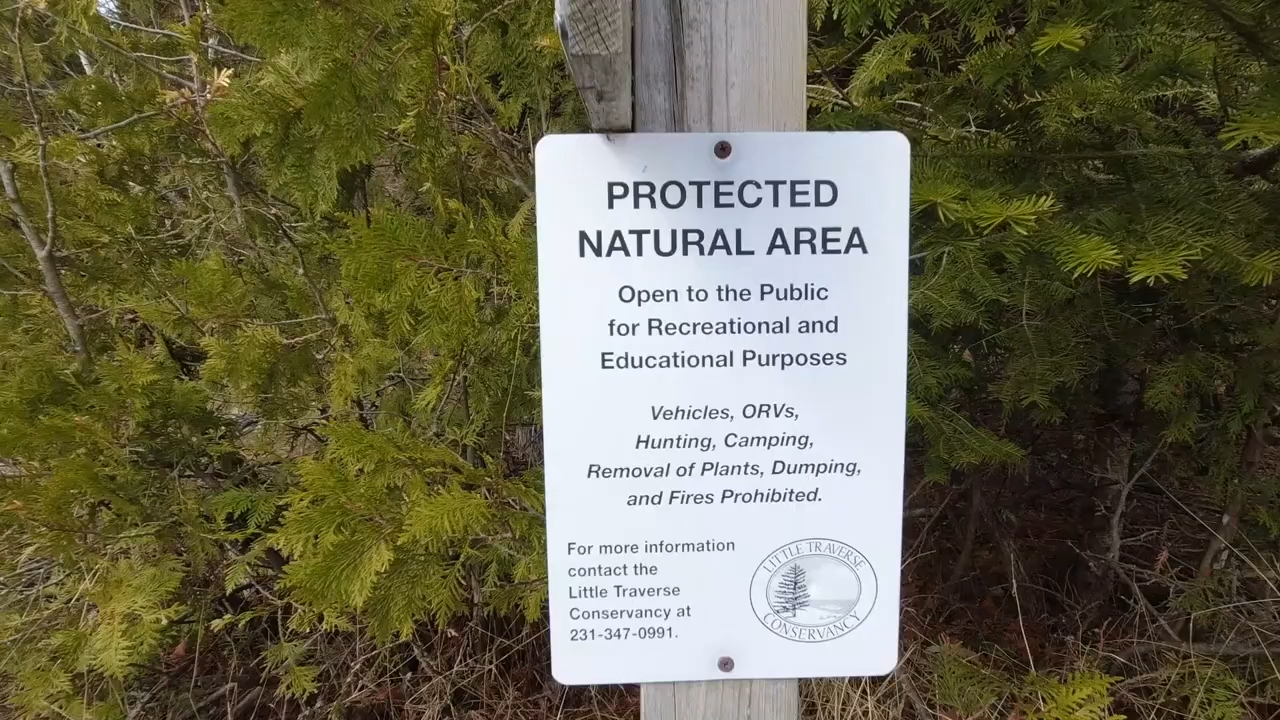 PROTECTED
NATURAL AREA
Open to the Public
for Recreational and
Educational Purposes
Vehicles, ORVs,
Hunting, Camping,
Removal of Plants, Dumping,
and Fires Prohibited.
For more information
contact the
Little Traverse
Conservancy at
231-347-0991.
LITTLE TRAVERSE
CONSERVANCY